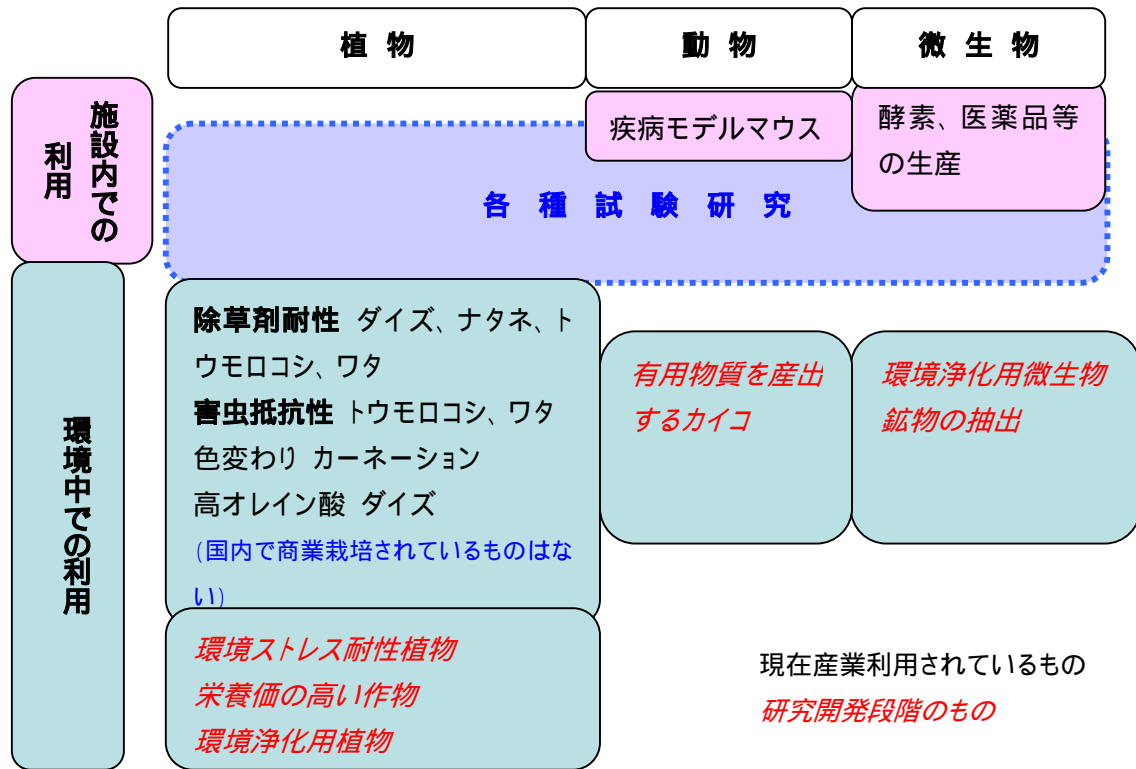 植 物
動 物
微 生 物
施設内での
利用
疾病モデルマウス
酵素、医薬品等
の生産
各 種 試 験 研 究
環境中での利用
除草剤耐性 ダイズ、ナタネ、ト
ウモロコシ、ワタ
害虫抵抗性 トウモロコシ、ワタ
色変わり カーネーション
高オレイン酸 ダイズ
(国内で商業栽培されているものはな
い)
有用物質を産出
するカイコ
環境浄化用微生物
鉱物の抽出
環境ストレス耐性植物
栄養価の高い作物
環境浄化用植物
現在産業利用されているもの
研究開発段階のもの